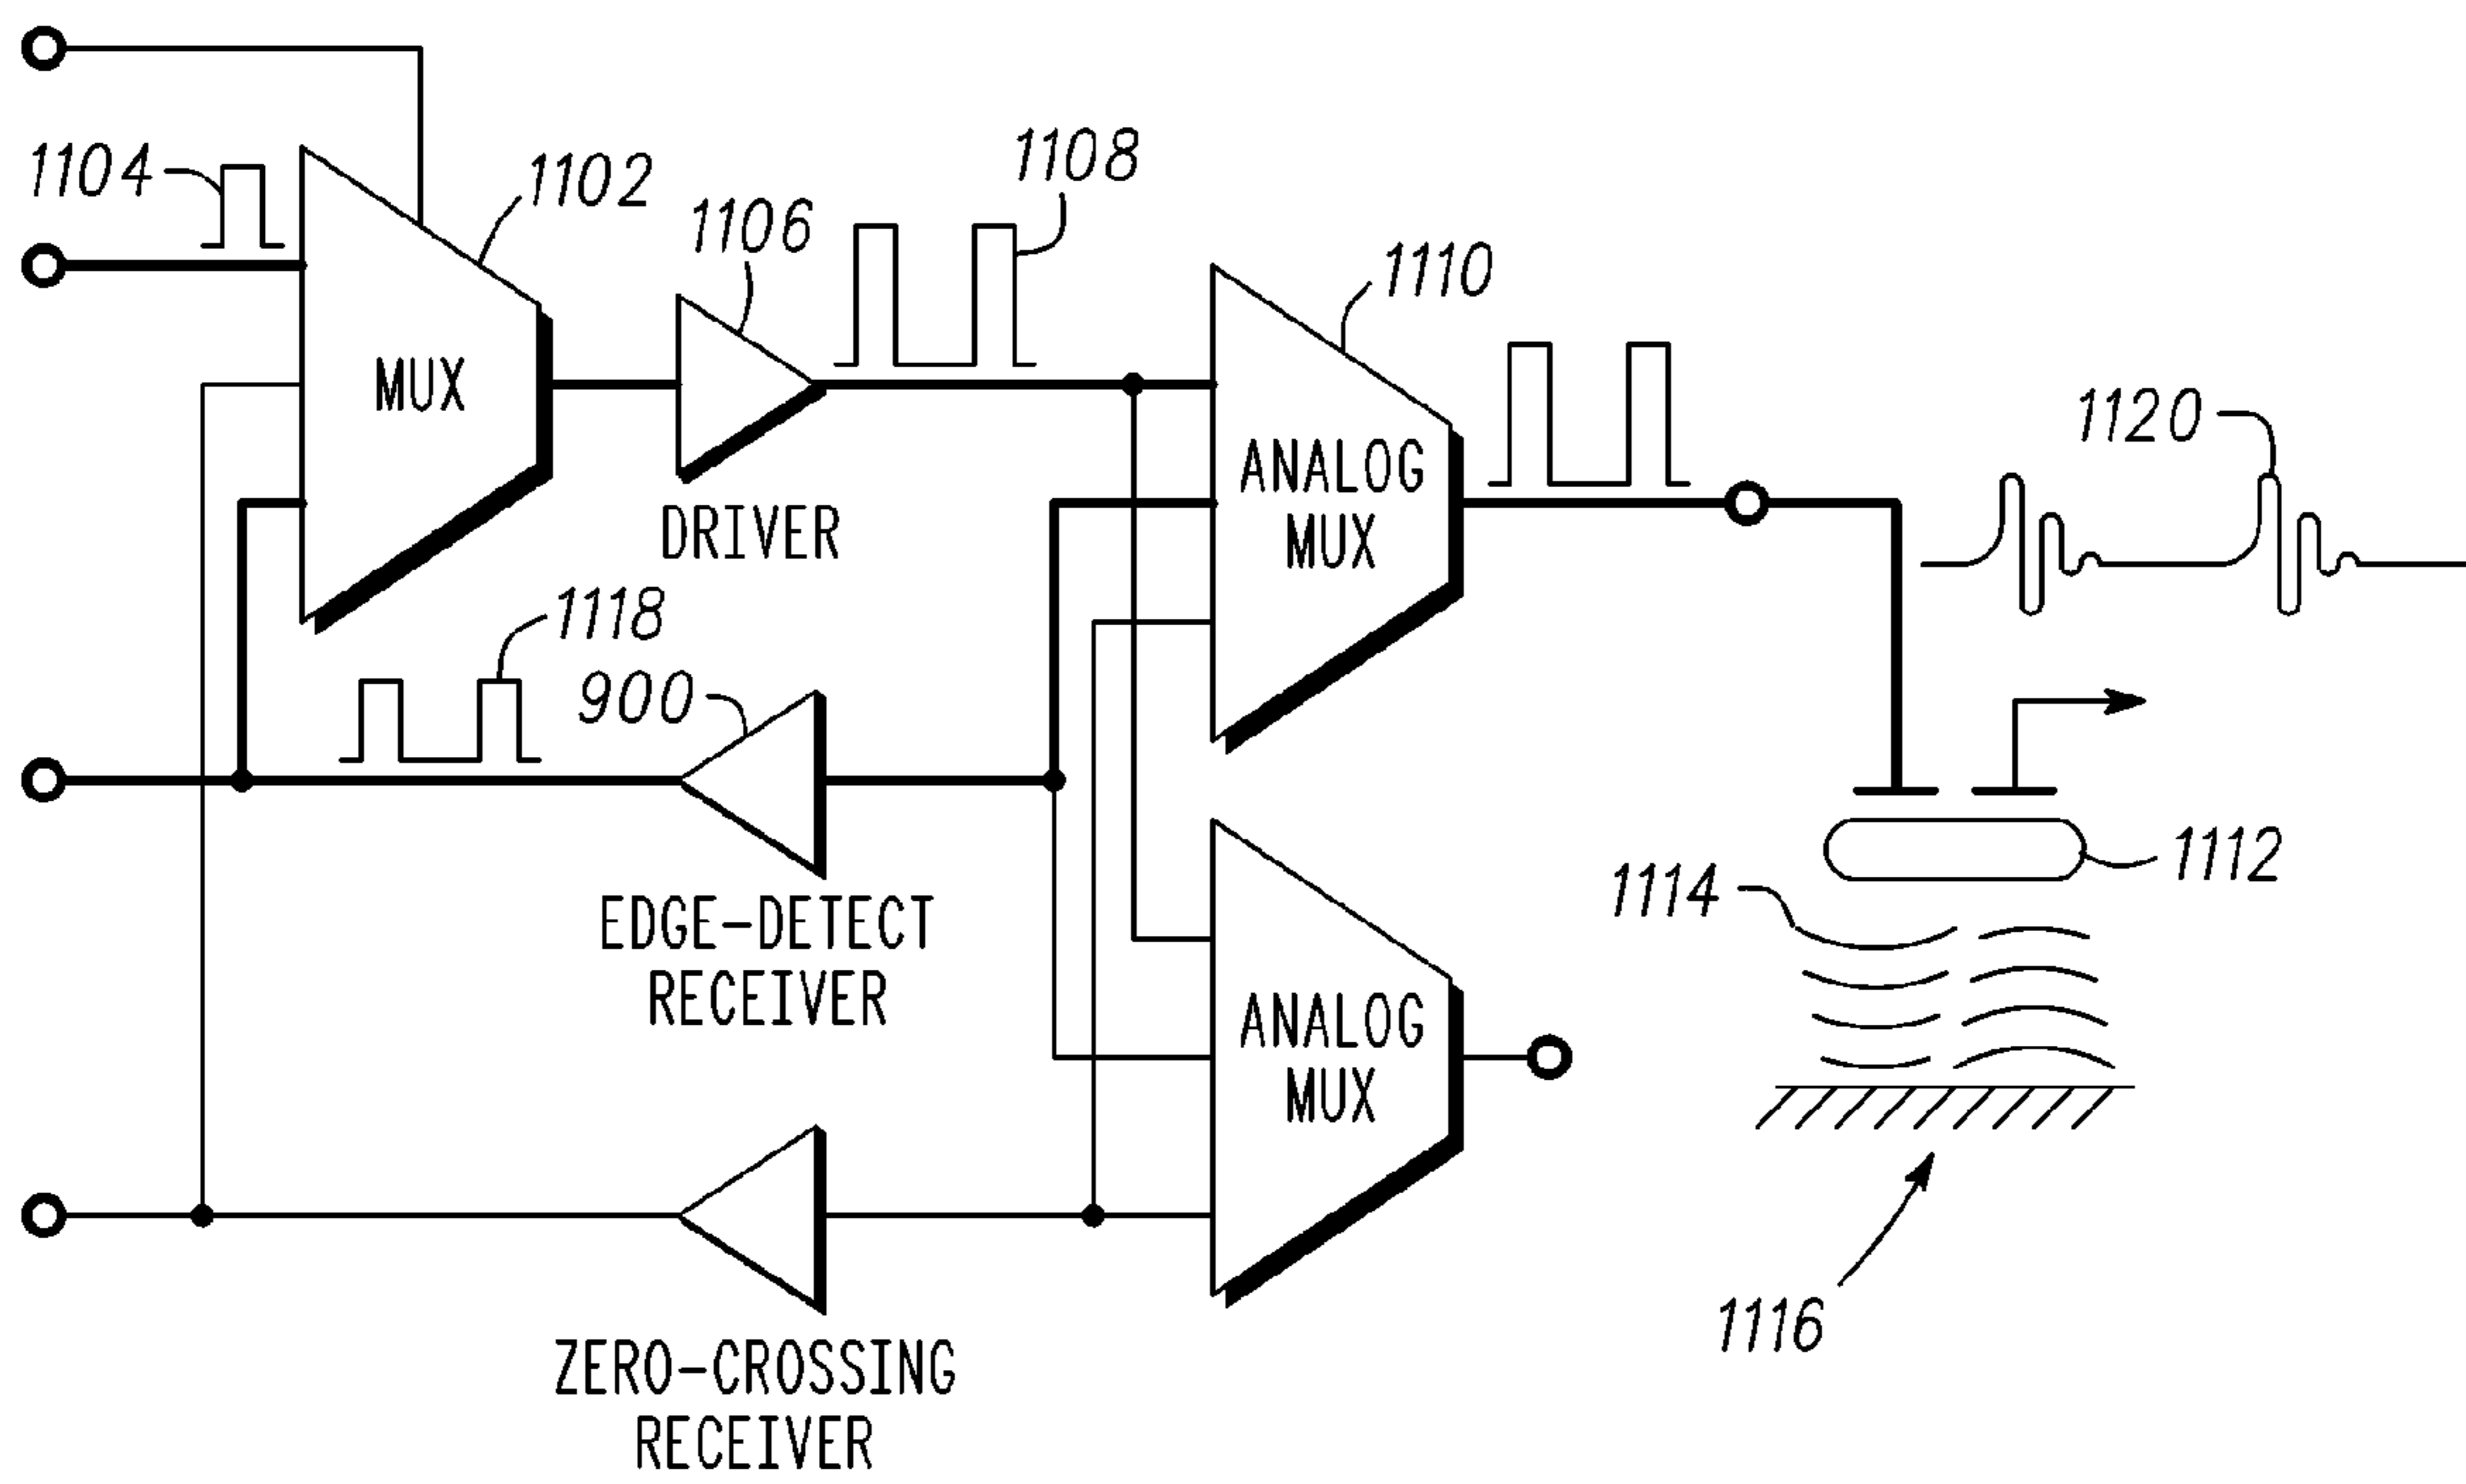 1104
1102
1106
1108
1110
1120
MUX
ANALOG
MUX
DRIVER
1118
900
EDGE-DETECT
RECEIVER
1114
1112
ANALOG
MUX
1116
ZERO-CROSSING
RECEIVER